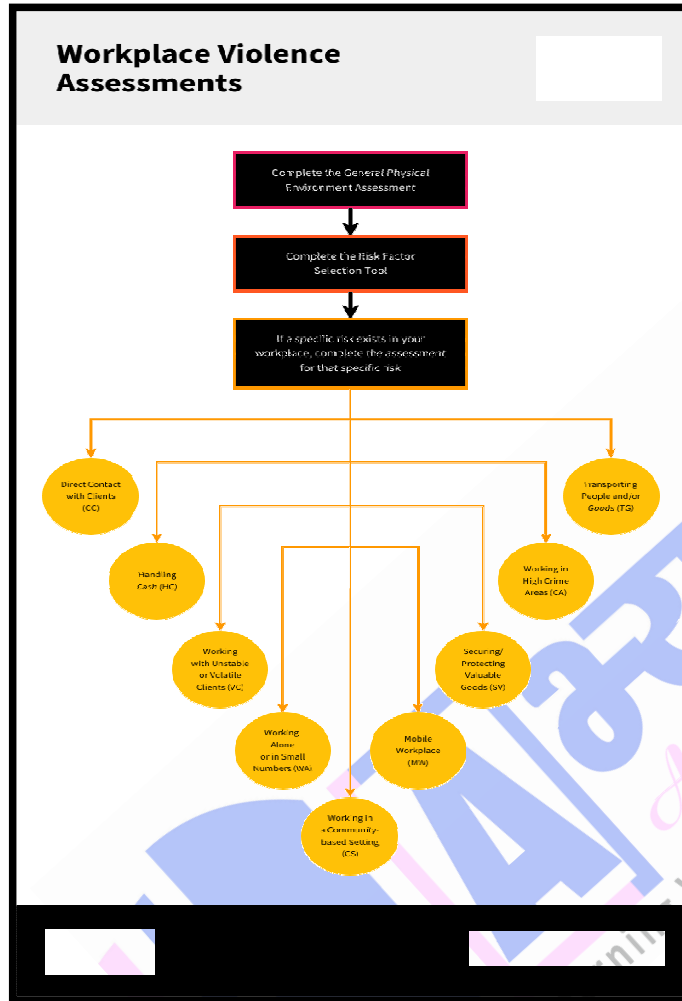 Workplace Violence
Assessments
Complete the General Physical
Environment Assessment
Complete the Risk Factor
Selection Tool
If a specific risk exists in your
workplace, complete the assessment
for that specific risk
Direct Contact
with Clients
(CC)
Transporting
People and/or
Goods (TG)
Handling
Cash (HC)
Working in
High Crime
Areas (CA)
Working
with Unstable
or Volatile
Clients (VC)
Securing/
Protecting
Valuable
Goods (SV)
Working
Alone
or in Small
Numbers (WA)
Mobile
Workplace
(MW)
Working in
a Community-
based Setting
(CS)